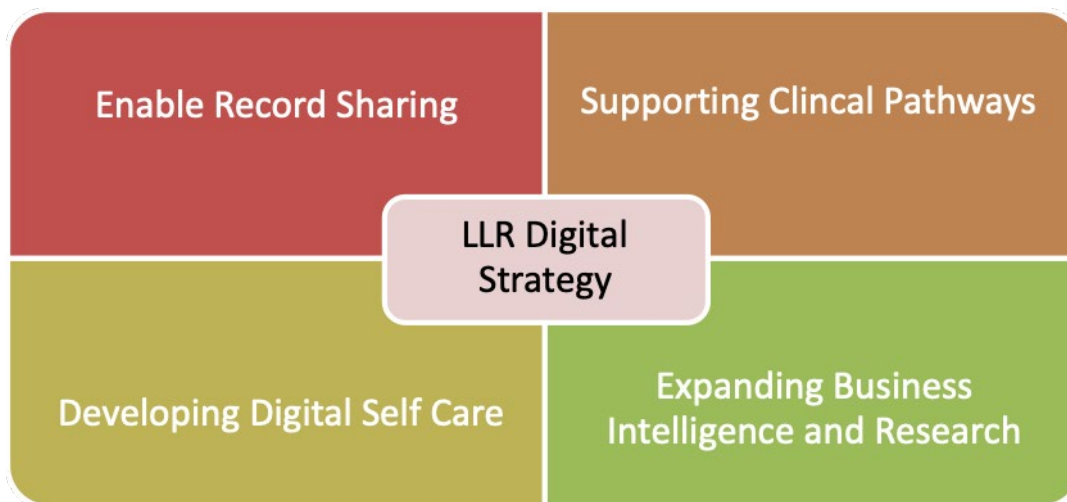 Enable Record Sharing
Supporting Clincal Pathways
LLR Digital
Strategy
Developing Digital Self Care
Expanding Business
Intelligence and Research